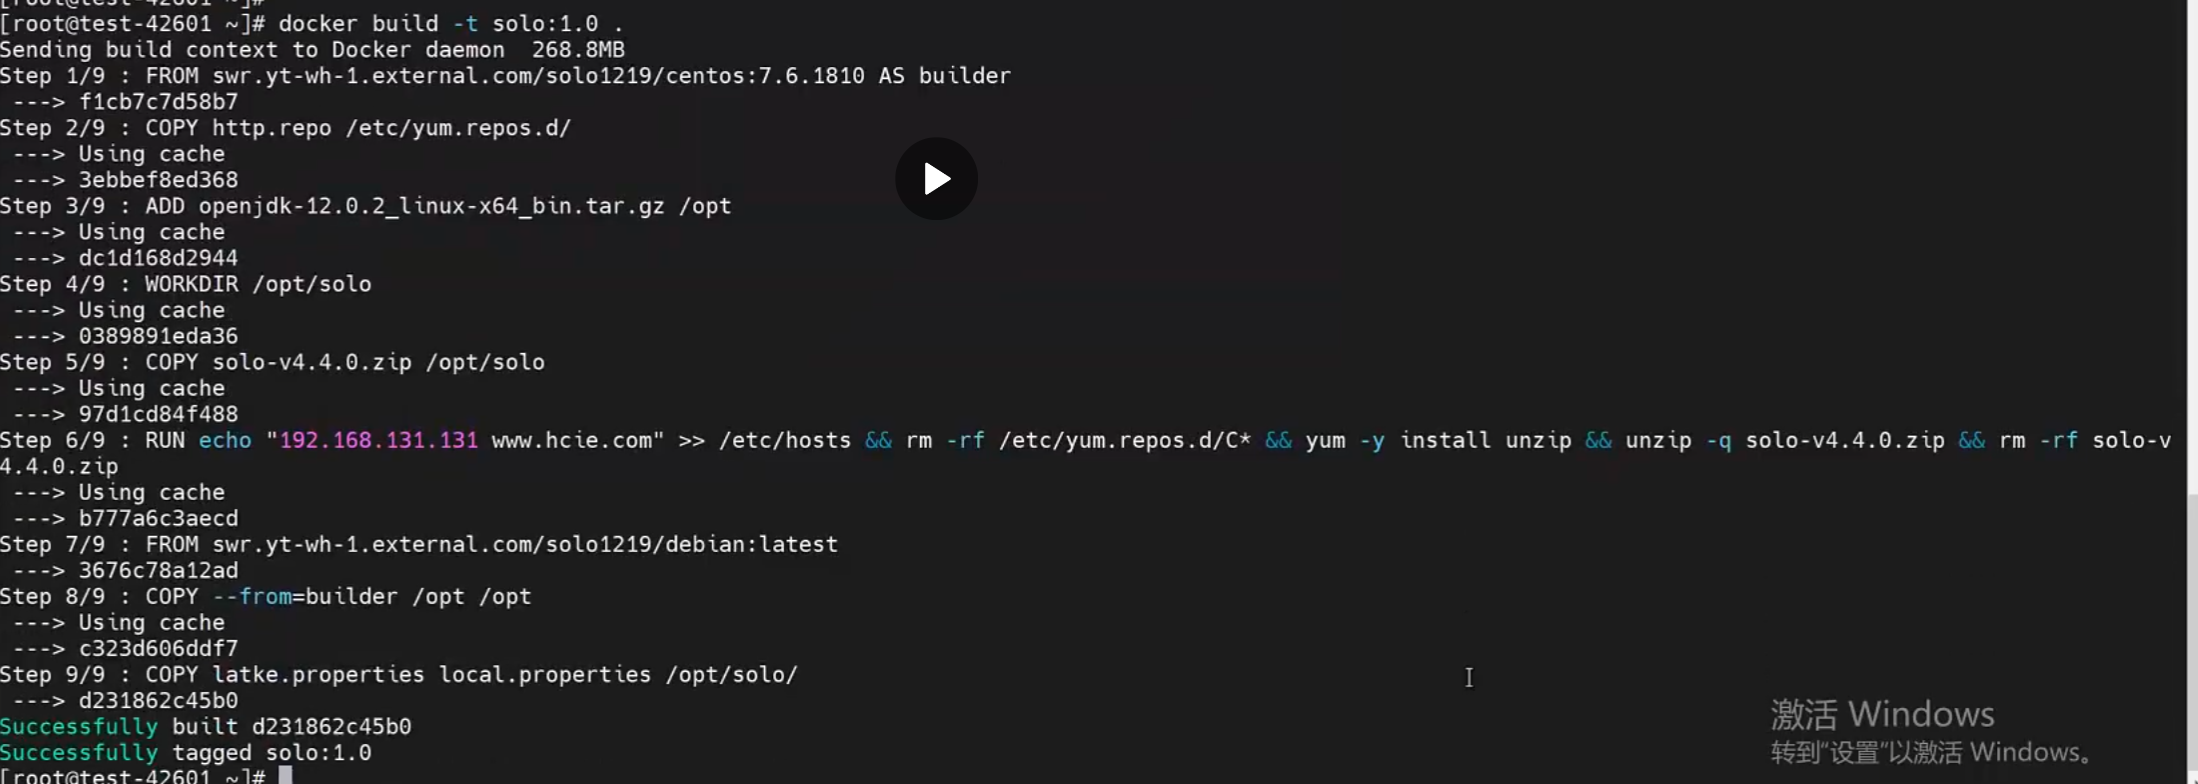 [root@test-42601 ~]#
[root@test-42601 ~]# docker build -t solo:1.0 .
Sending build context to Docker daemon  268.8MB
Step 1/9 : FROM swr.yt-wh-1.external.com/solo1219/centos:7.6.1810 AS builder
 ---> f1cb7c7d58b7
Step 2/9 : COPY http.repo /etc/yum.repos.d/
 ---> Using cache
 ---> 3ebbef8ed368
Step 3/9 : ADD openjdk-12.0.2_linux-x64_bin.tar.gz /opt
 ---> Using cache
 ---> dc1d168d2944
Step 4/9 : WORKDIR /opt/solo
 ---> Using cache
 ---> 0389891eda36
Step 5/9 : COPY solo-v4.4.0.zip /opt/solo
 ---> Using cache
 ---> 97d1cd84f488
Step 6/9 : RUN echo "192.168.131.131 www.hcie.com" >> /etc/hosts && rm -rf /etc/yum.repos.d/C* && yum -y install unzip && unzip -q solo-v4.4.0.zip && rm -rf solo-v
4.4.0.zip
 ---> Using cache
 ---> b777a6c3aecd
Step 7/9 : FROM swr.yt-wh-1.external.com/solo1219/debian:latest
 ---> 3676c78a12ad
Step 8/9 : COPY --from=builder /opt /opt
 ---> Using cache
 ---> c323d606ddf7
Step 9/9 : COPY latke.properties local.properties /opt/solo/
 ---> d231862c45b0
Successfully built d231862c45b0
Successfully tagged solo:1.0
[root@test-42601 ~]#
激活 Windows
转到“设置”以激活 Windows。